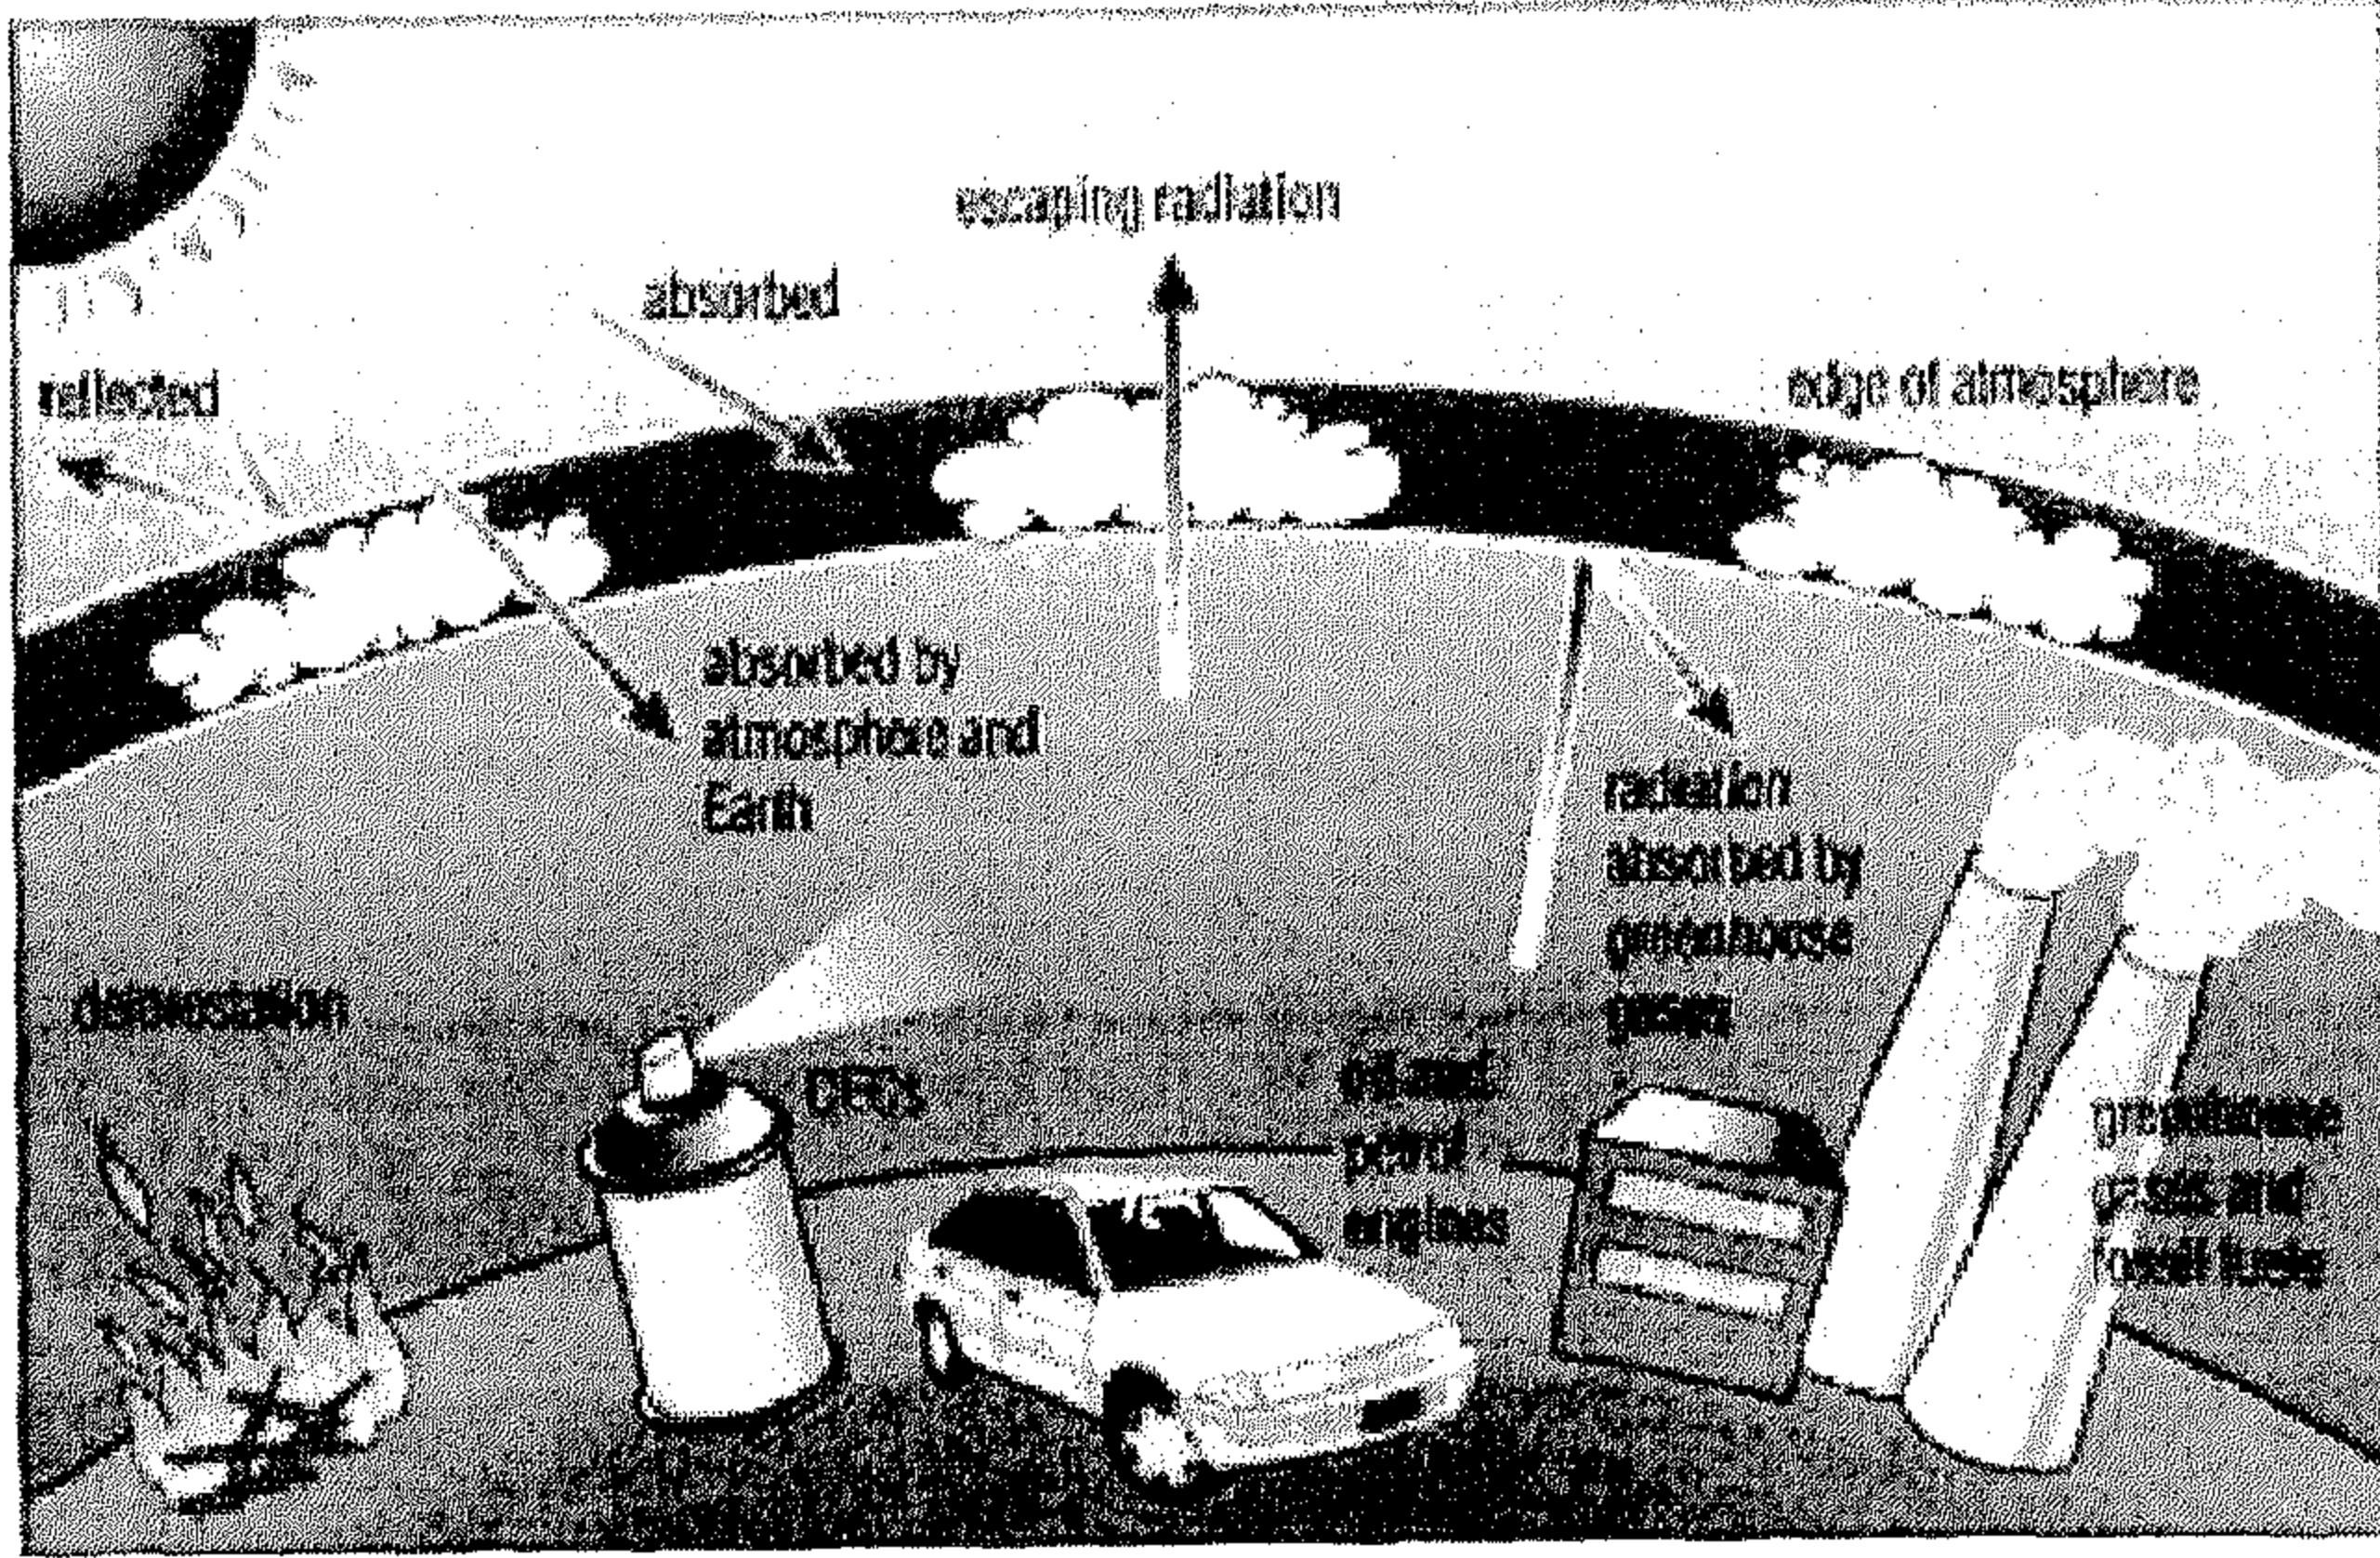 escaping radiation
absorbed
reflected
edge of atmosphere
absorbed by
atmosphere and
Earth
radiation
absorbed by
greenhouse
gases
deforestation
CFCs
oil and
petrol
engines
greenhouse
gases and
fossil fuels